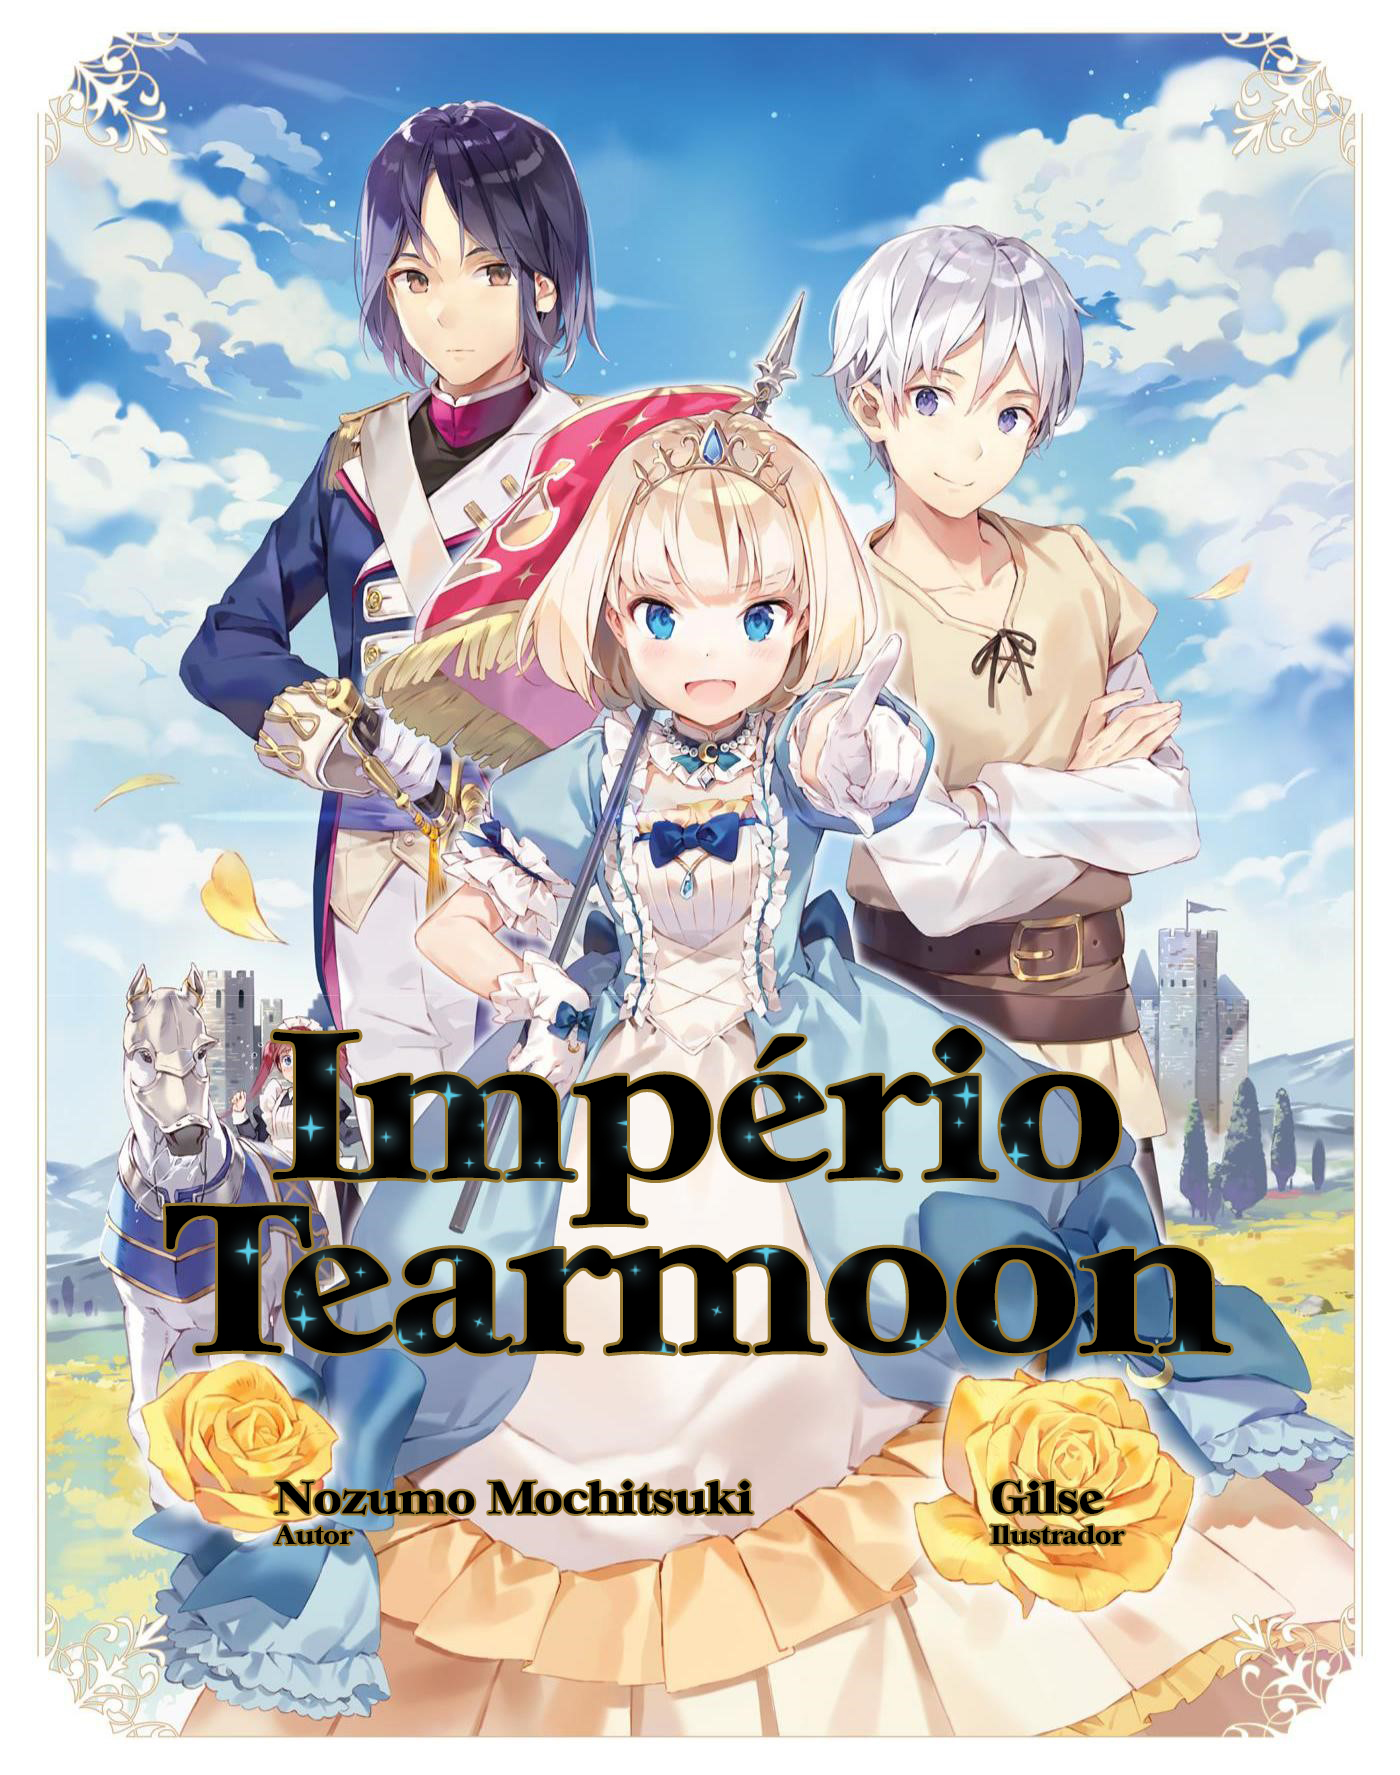 Império
Tearmoon
Nozumo Mochitsuki
Autor
Gilse
Ilustrador